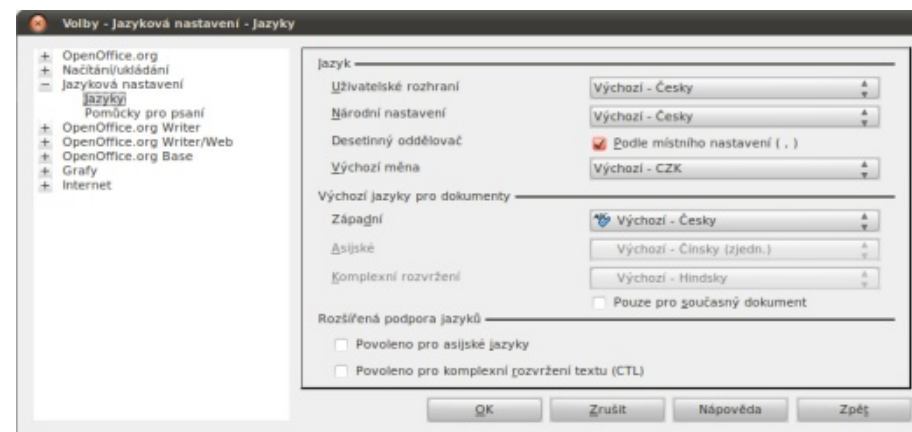 Volby - Jazyková nastavení - Jazyky
OpenOffice.org
Načítání/ukládání
Jazyková nastavení
Jazyky
Pomůcky pro psaní
OpenOffice.org Writer
OpenOffice.org Writer/Web
OpenOffice.org Base
Grafy
Internet
Jazyk
Uživatelské rozhraní Výchozí - Česky
Národní nastavení Výchozí - Česky
Desetinný oddělovač Podle místního nastavení ( , )
Výchozí měna Výchozí - CZK
Výchozí jazyky pro dokumenty
Západní Výchozí - Česky
Asijské Výchozí - Čínsky (zjedn.)
Komplexní rozvržení Výchozí - Hindsky
Pouze pro současný dokument
Rozšířená podpora jazyků
Povoleno pro asijské jazyky
Povoleno pro komplexní rozvržení textu (CTL)
OK Zrušit Nápověda Zpět